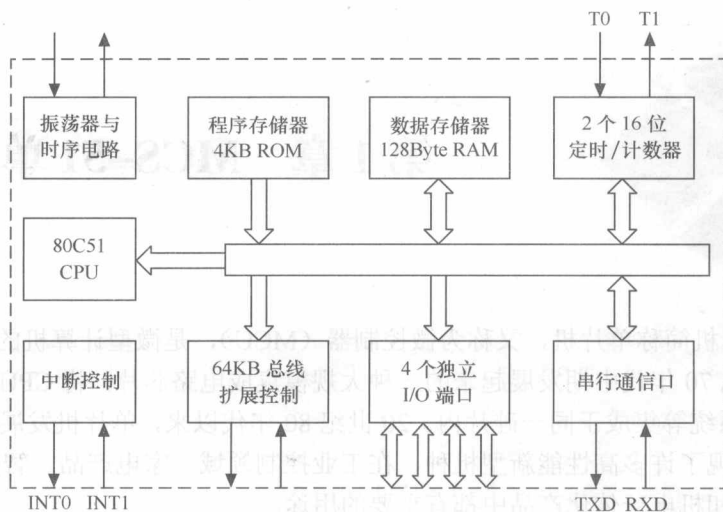 T0 T1
振荡器与
时序电路
程序存储器
4KB ROM
数据存储器
128Byte RAM
2 个 16 位
定时/计数器
80C51
CPU
中断控制
64KB 总线
扩展控制
4 个独立
I/O 端口
串行通信口
INT0 INT1
TXD RXD